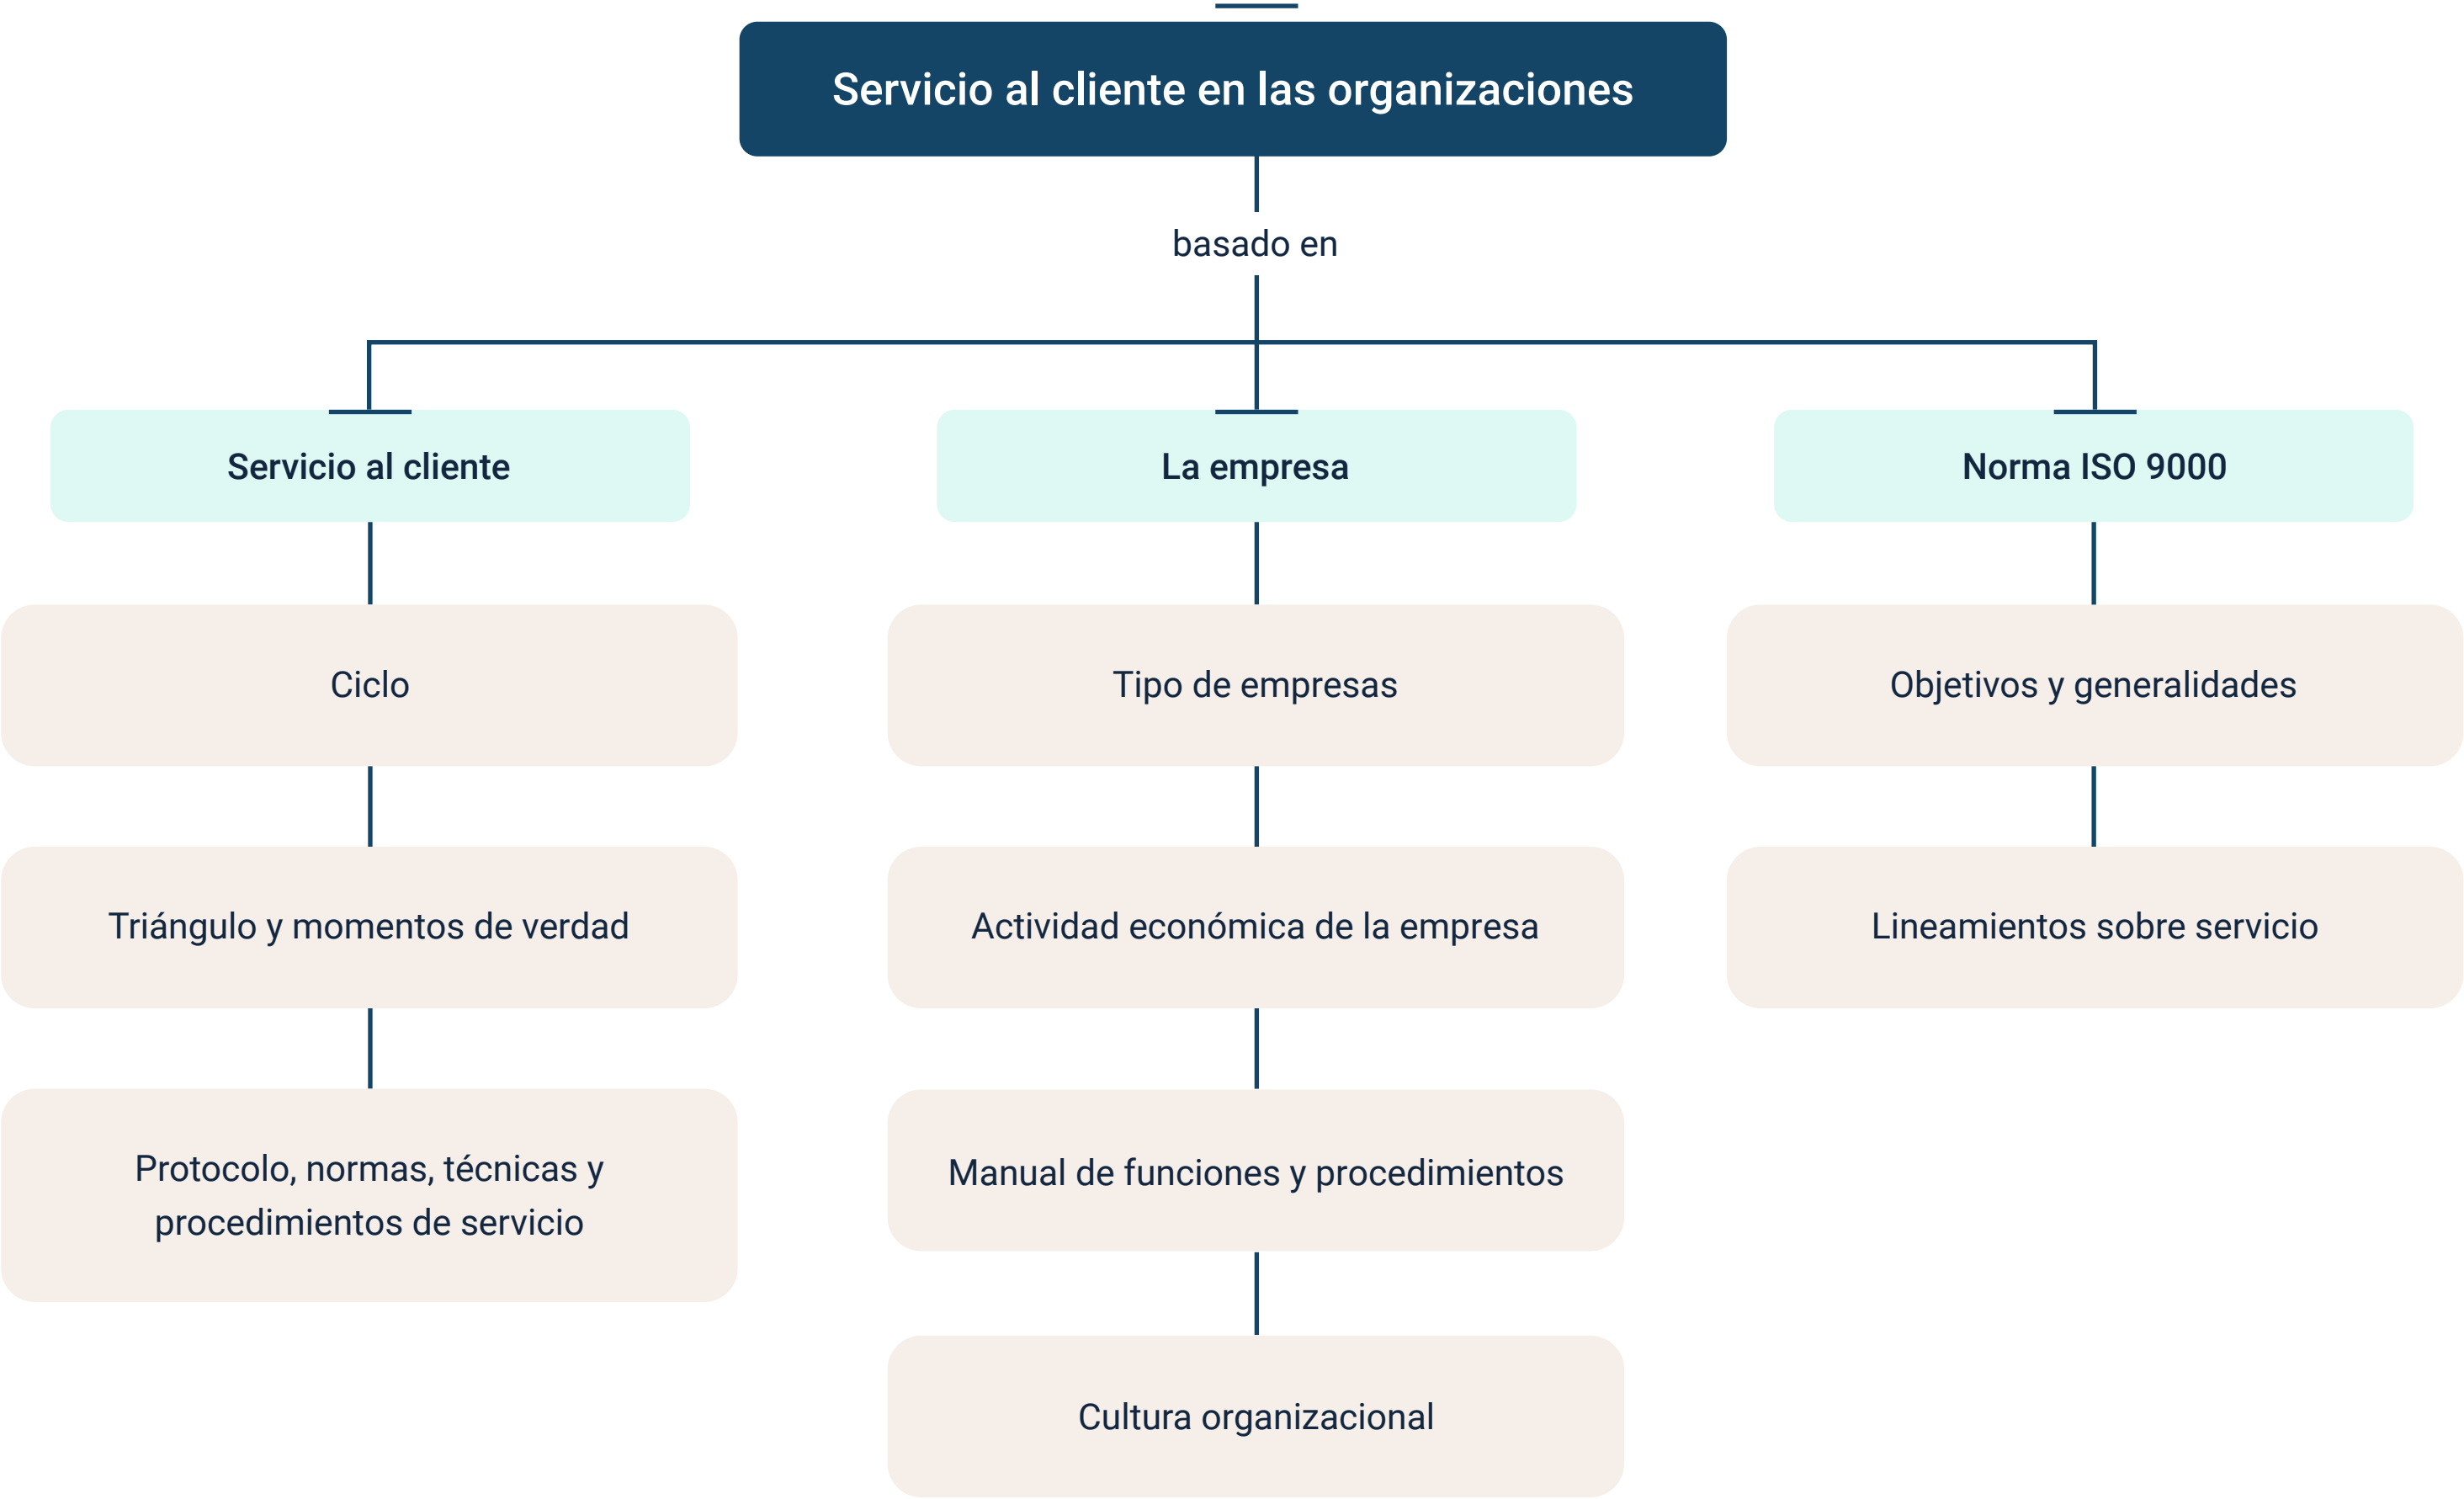 Servicio al cliente en las organizaciones
basado en
Servicio al cliente
La empresa
Norma ISO 9000
Ciclo
Tipo de empresas
Objetivos y generalidades
Triángulo y momentos de verdad
Actividad económica de la empresa
Lineamientos sobre servicio
Protocolo, normas, técnicas y
procedimientos de servicio
Manual de funciones y procedimientos
Cultura organizacional